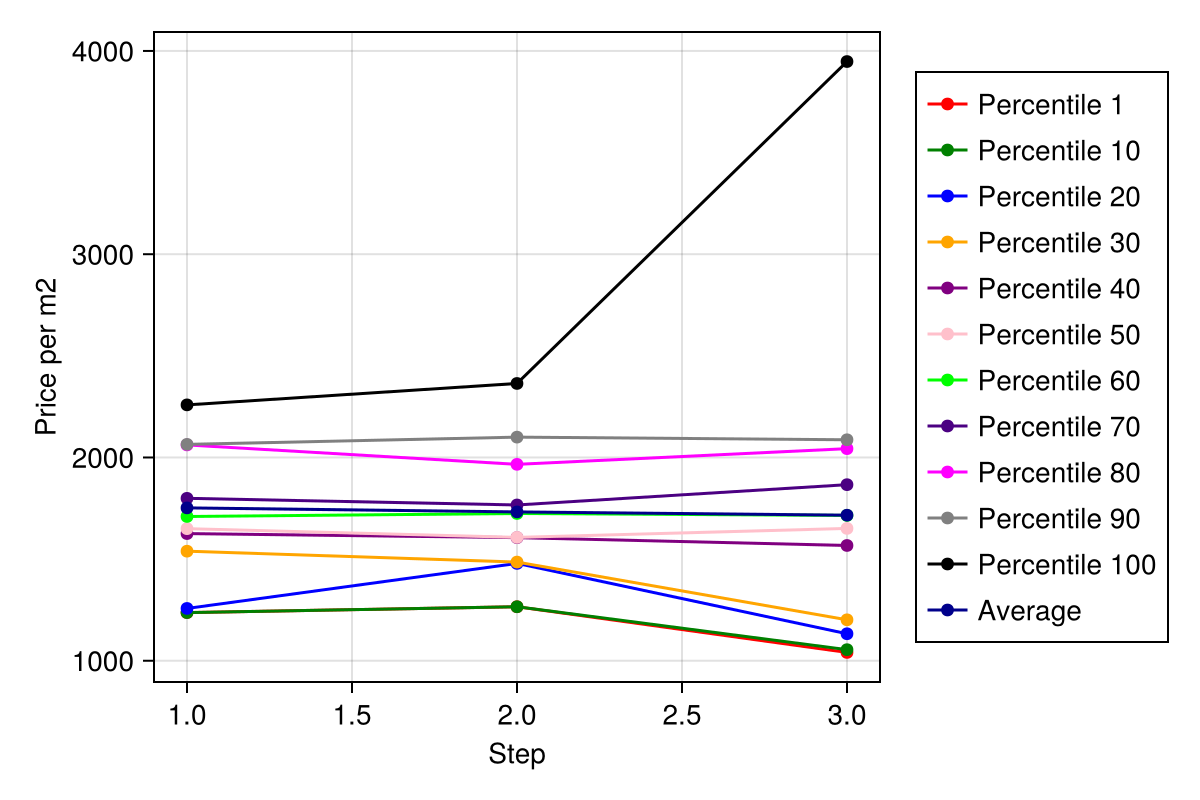 4000
3000
2000
1000
Price per m2
1.0 1.5 2.0 2.5 3.0
Step
Percentile 1
Percentile 10
Percentile 20
Percentile 30
Percentile 40
Percentile 50
Percentile 60
Percentile 70
Percentile 80
Percentile 90
Percentile 100
Average